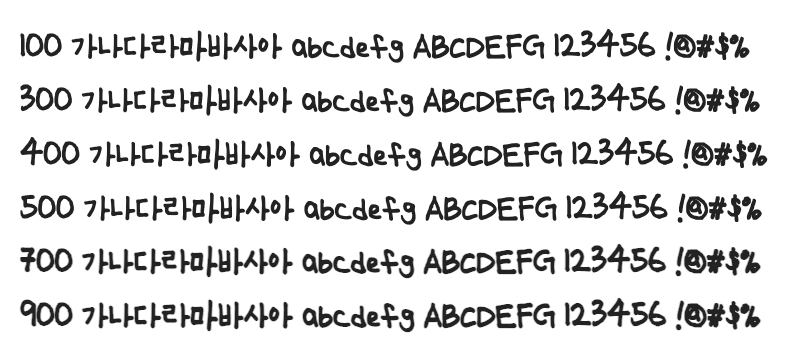 100 가나다라마바사아 abcdefg ABCDEFG 123456 !@#$%
300 가나다라마바사아 abcdefg ABCDEFG 123456 !@#$%
400 가나다라마바사아 abcdefg ABCDEFG 123456 !@#$%
500 가나다라마바사아 abcdefg ABCDEFG 123456 !@#$%
700 가나다라마바사아 abcdefg ABCDEFG 123456 !@#$%
900 가나다라마바사아 abcdefg ABCDEFG 123456 !@#$%